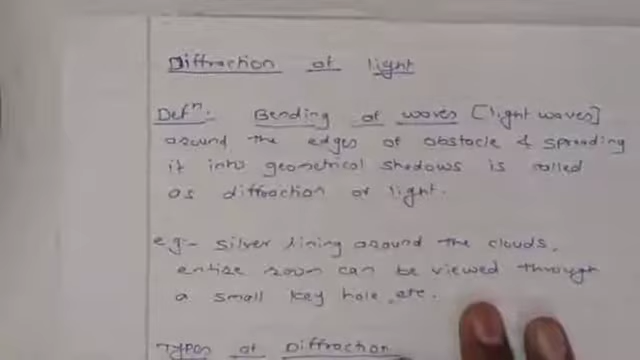 Diffraction of light
Defⁿ: Bending of waves [light waves]
around the edges of obstacle & spreading
it into geometrical shadows is called
as diffraction of light.
eg:- silver lining around the clouds,
entire room can be viewed through
a small key hole, etc.
Types of Diffraction